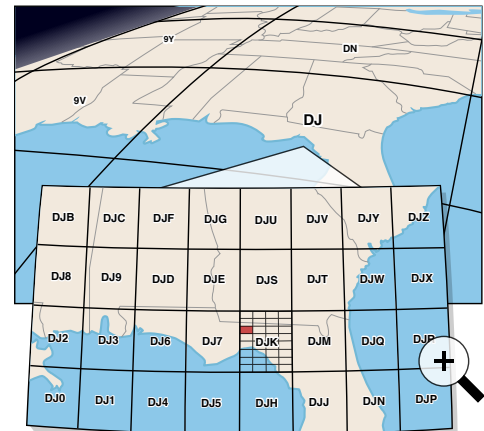 9Y
DN
9V
DJ
DJB DJC DJF DJG DJU DJV DJY DJZ
DJ8 DJ9 DJD DJE DJS DJT DJW DJX
DJ2 DJ3 DJ6 DJ7 DJK DJM DJQ
DJ0 DJ1 DJ4 DJ5 DJH DJJ DJN DJP